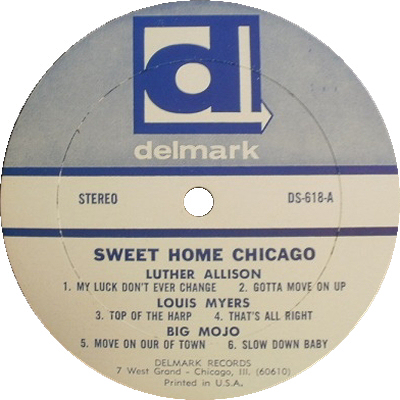 d
delmark
STEREO DS-618-A
SWEET HOME CHICAGO
LUTHER ALLISON
1. MY LUCK DON'T EVER CHANGE 2. GOTTA MOVE ON UP
LOUIS MYERS
3. TOP OF THE HARP 4. THAT'S ALL RIGHT
BIG MOJO
5. MOVE ON OUR OF TOWN 6. SLOW DOWN BABY
DELMARK RECORDS
7 West Grand - Chicago, Ill. (60610)
Printed in U.S.A.